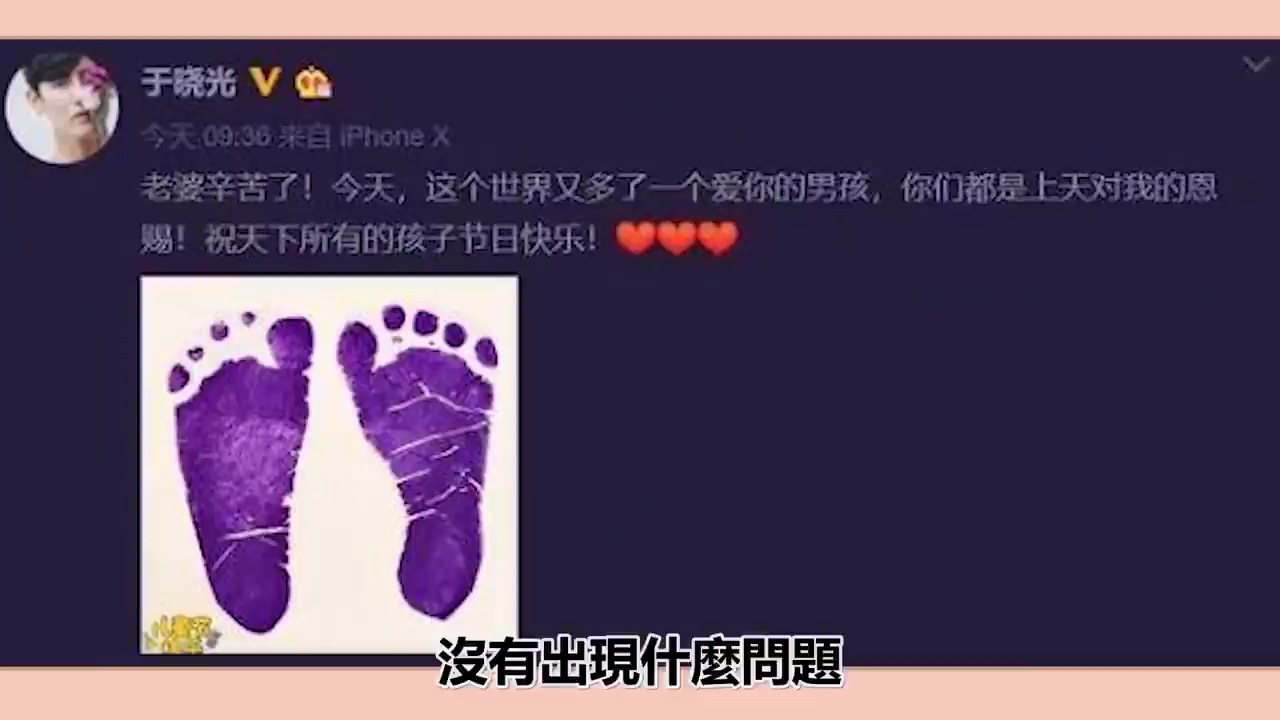 于晓光
今天 09:36 来自 iPhone X
老婆辛苦了！今天，这个世界又多了一个爱你的男孩，你们都是上天对我的恩
赐！祝天下所有的孩子节日快乐！
沒有出現什麼問題